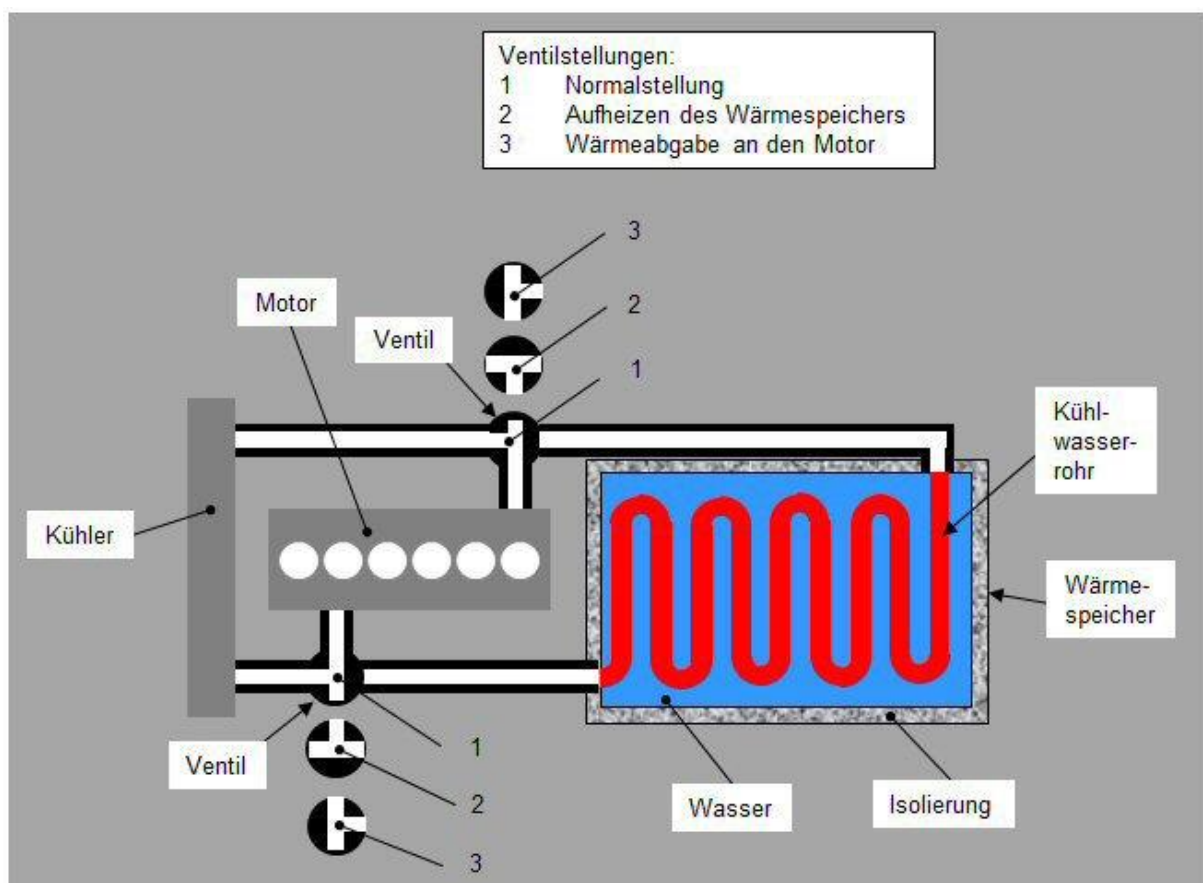 Ventilstellungen:
1 Normalstellung
2 Aufheizen des Wärmespeichers
3 Wärmeabgabe an den Motor
3
Motor
2
Ventil
1
Kühl-
wasser-
rohr
Kühler
Wärme-
speicher
Ventil
1
2
Wasser
Isolierung
3